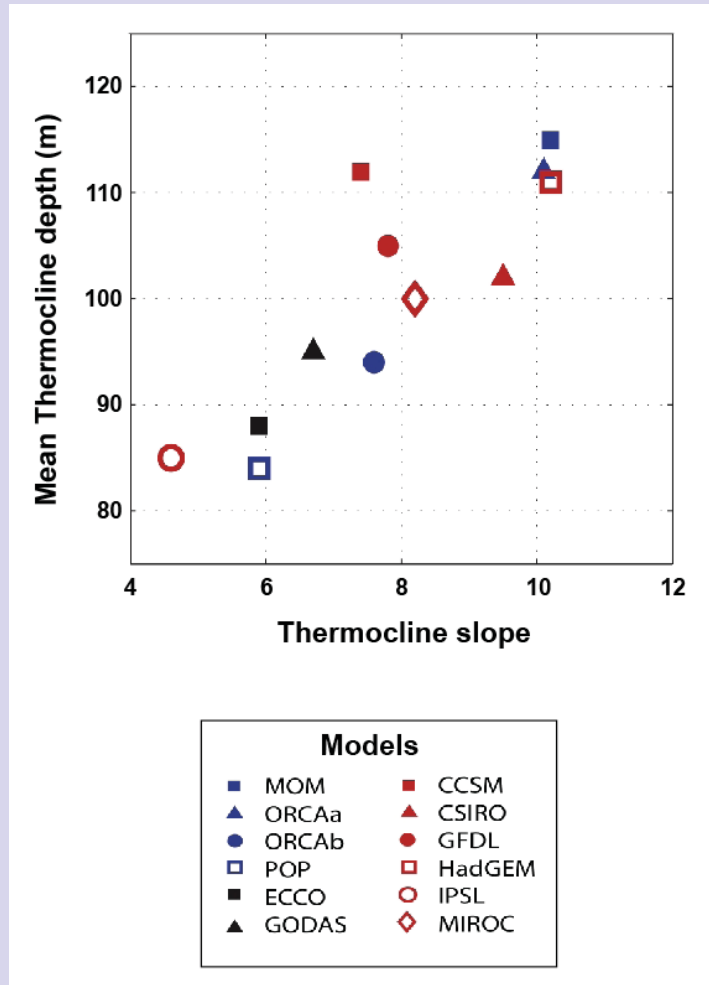 120
110
100
90
80
Mean Thermocline depth (m)
4 6 8 10 12
Thermocline slope
Models
MOM CCSM
ORCAa CSIRO
ORCAb GFDL
POP HadGEM
ECCO IPSL
GODAS MIROC